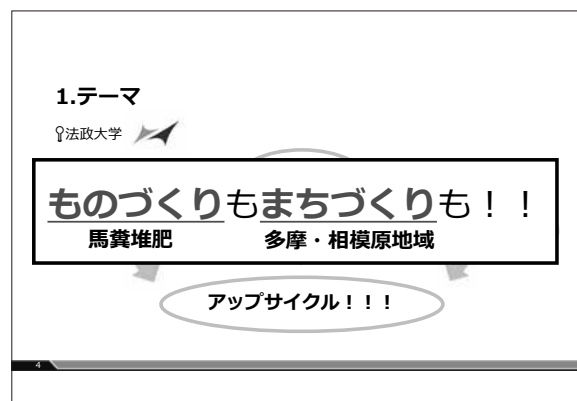 1.テーマ
法政大学
ものづくりもまちづくりも！！
馬糞堆肥 多摩・相模原地域
アップサイクル！！！
4